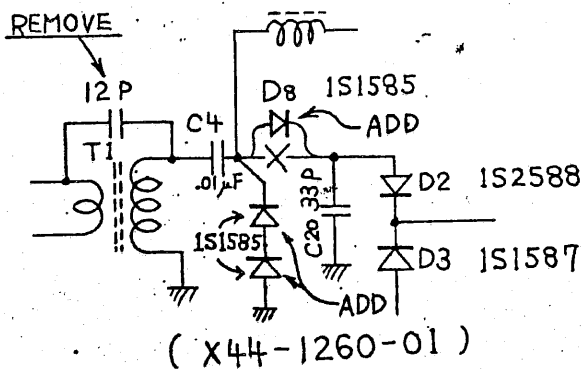 REMOVE
12 P
T1
C4
.01μF
D8
1S1585
ADD
C20 33P
D2 1S2588
D3 1S1587
1S1585
ADD
( X44-1260-01 )